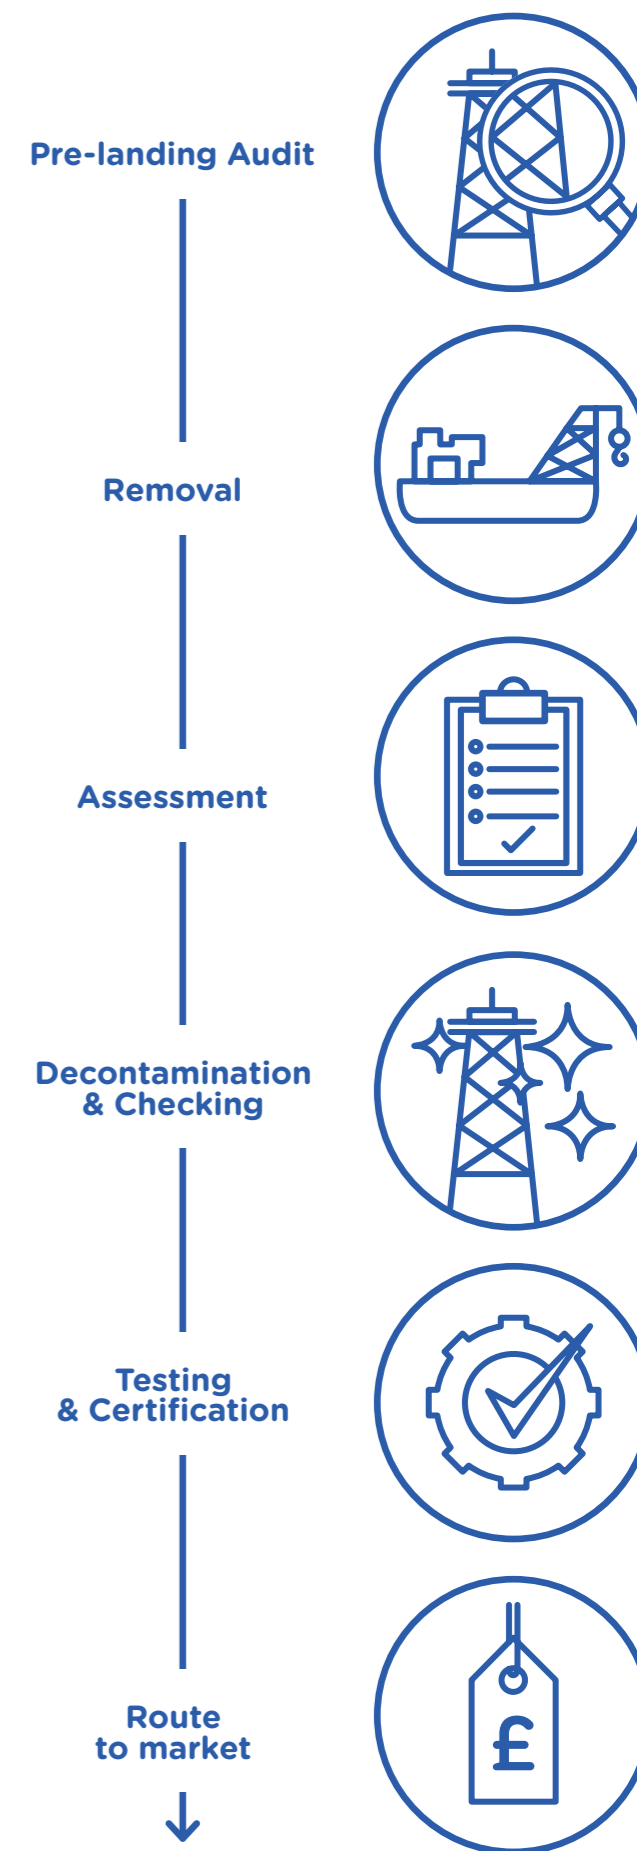 Pre-landing Audit
Removal
Assessment
Decontamination
& Checking
Testing
& Certification
Route
to market
£